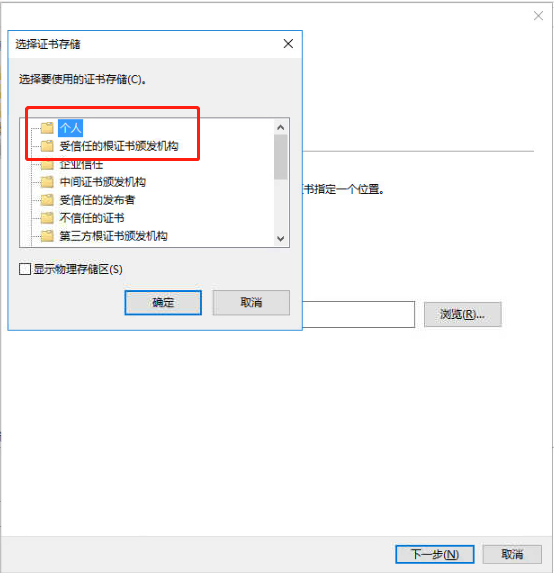 选择证书存储
选择要使用的证书存储(C)。
个人
受信任的根证书颁发机构
企业信任
中间证书颁发机构
受信任的发布者
不信任的证书
第三方根证书颁发机构
书指定一个位置。
显示物理存储区(S)
确定
取消
浏览(R)...
下一步(N)
取消